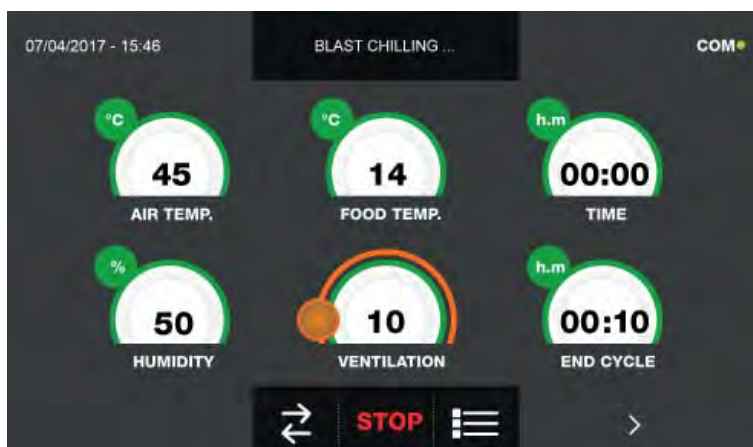 07/04/2017 - 15:46
BLAST CHILLING ...
COM
°C
45
AIR TEMP.
°C
14
FOOD TEMP.
h.m
00:00
TIME
%
50
HUMIDITY
10
VENTILATION
h.m
00:10
END CYCLE
STOP